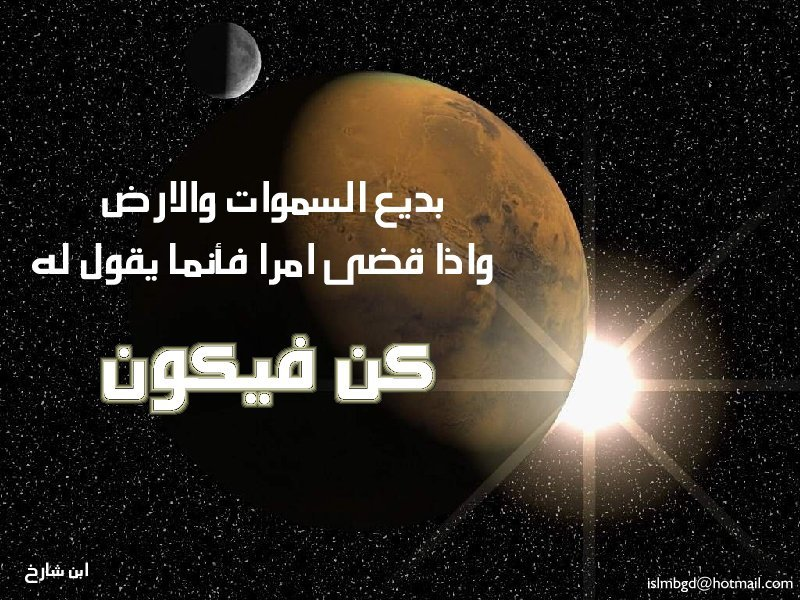 بديع السموات والارض
واذا قضى امرا فأنما يقول له
كن فيكون
ابن شارخ
islmbgd@hotmail.com